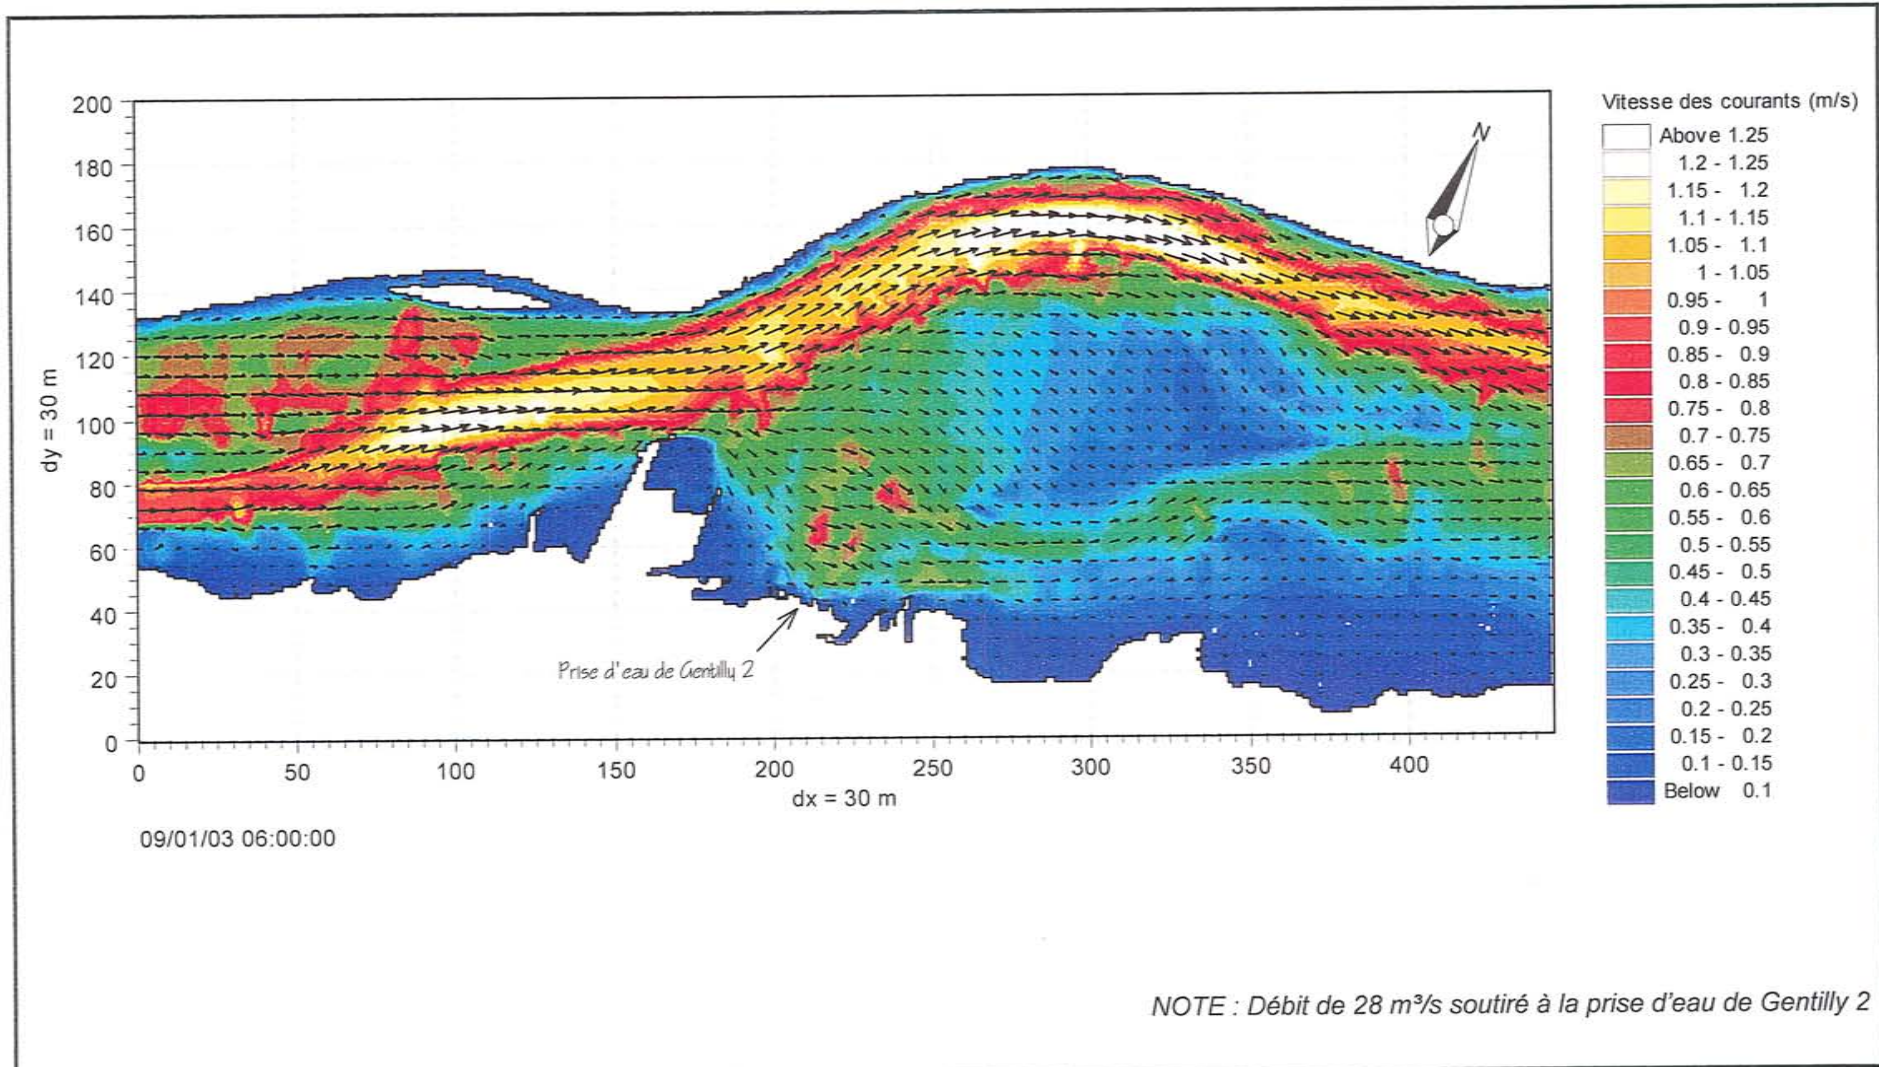 200
180
160
140
120
100
80
60
40
20
0
dy = 30 m
0 50 100 150 200 250 300 350 400
dx = 30 m
09/01/03 06:00:00
Prise d'eau de Gentilly 2
N
Vitesse des courants (m/s)
Above 1.25
1.2 - 1.25
1.15 - 1.2
1.1 - 1.15
1.05 - 1.1
1 - 1.05
0.95 - 1
0.9 - 0.95
0.85 - 0.9
0.8 - 0.85
0.75 - 0.8
0.7 - 0.75
0.65 - 0.7
0.6 - 0.65
0.55 - 0.6
0.5 - 0.55
0.45 - 0.5
0.4 - 0.45
0.35 - 0.4
0.3 - 0.35
0.25 - 0.3
0.2 - 0.25
0.15 - 0.2
0.1 - 0.15
Below 0.1
NOTE : Débit de 28 m³/s soutiré à la prise d'eau de Gentilly 2